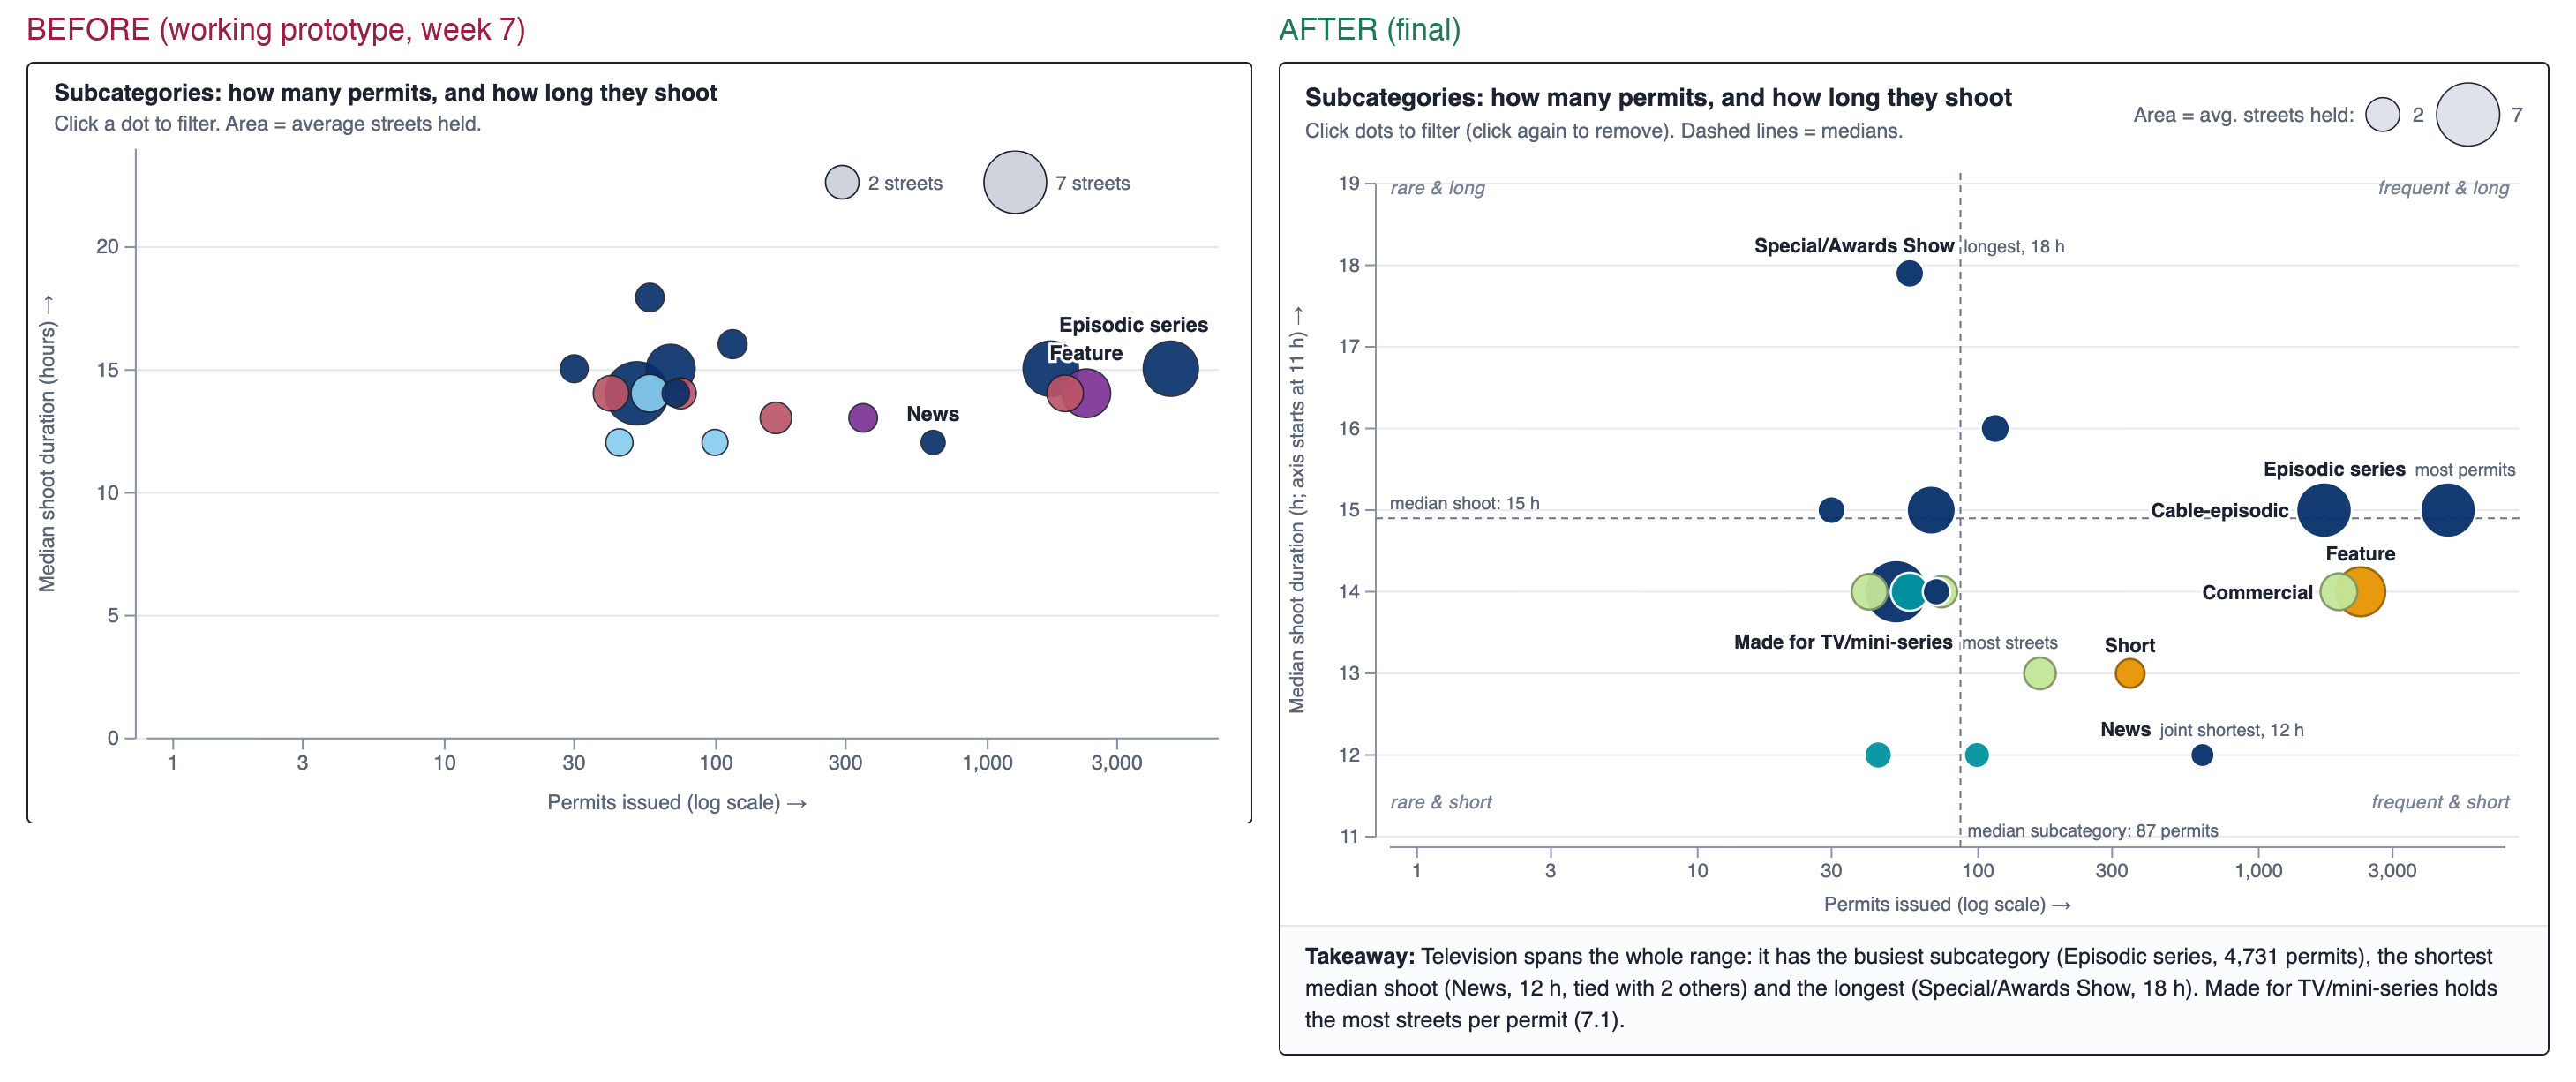 BEFORE (working prototype, week 7)
Subcategories: how many permits, and how long they shoot
Click a dot to filter. Area = average streets held.
2 streets
7 streets
Median shoot duration (hours) →
20
15
10
5
0
Episodic series
Feature
News
1
3
10
30
100
300
1,000
3,000
Permits issued (log scale) →
AFTER (final)
Subcategories: how many permits, and how long they shoot
Click dots to filter (click again to remove). Dashed lines = medians.
Area = avg. streets held: 2 7
Median shoot duration (h; axis starts at 11 h) →
19
18
17
16
15
14
13
12
11
rare & long
frequent & long
Special/Awards Show longest, 18 h
Episodic series most permits
median shoot: 15 h
Cable-episodic
Feature
Commercial
Made for TV/mini-series most streets
Short
News joint shortest, 12 h
rare & short
frequent & short
median subcategory: 87 permits
1
3
10
30
100
300
1,000
3,000
Permits issued (log scale) →
Takeaway: Television spans the whole range: it has the busiest subcategory (Episodic series, 4,731 permits), the shortest
median shoot (News, 12 h, tied with 2 others) and the longest (Special/Awards Show, 18 h). Made for TV/mini-series holds
the most streets per permit (7.1).